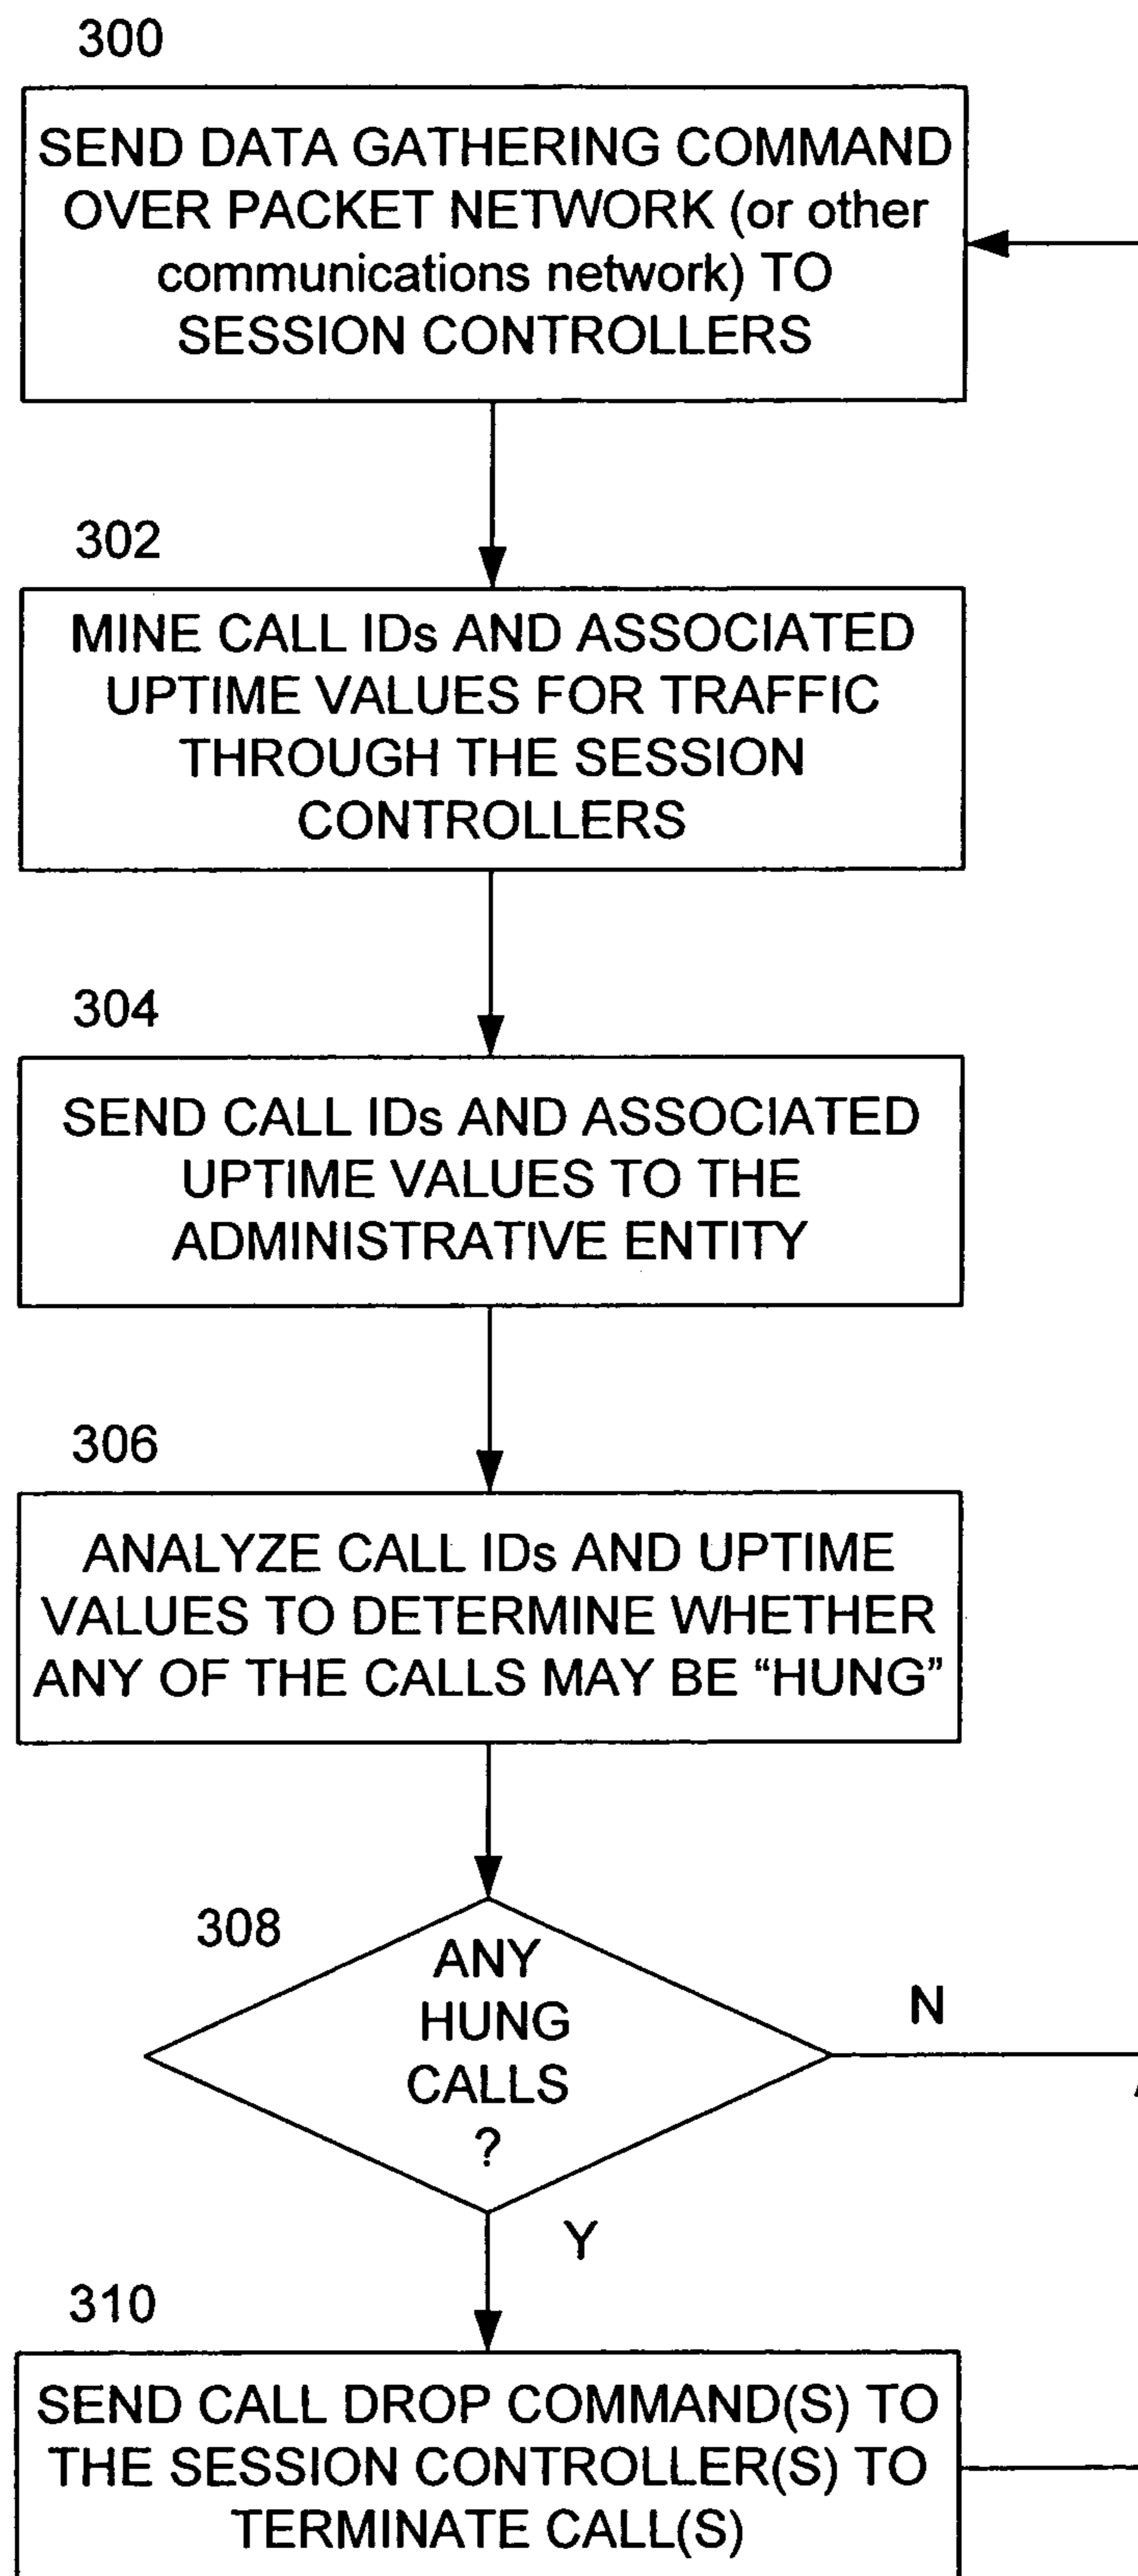 300
SEND DATA GATHERING COMMAND
OVER PACKET NETWORK (or other
communications network) TO
SESSION CONTROLLERS
302
MINE CALL IDs AND ASSOCIATED
UPTIME VALUES FOR TRAFFIC
THROUGH THE SESSION
CONTROLLERS
304
SEND CALL IDs AND ASSOCIATED
UPTIME VALUES TO THE
ADMINISTRATIVE ENTITY
306
ANALYZE CALL IDs AND UPTIME
VALUES TO DETERMINE WHETHER
ANY OF THE CALLS MAY BE “HUNG”
308
ANY
HUNG
CALLS
?
N
Y
310
SEND CALL DROP COMMAND(S) TO
THE SESSION CONTROLLER(S) TO
TERMINATE CALL(S)